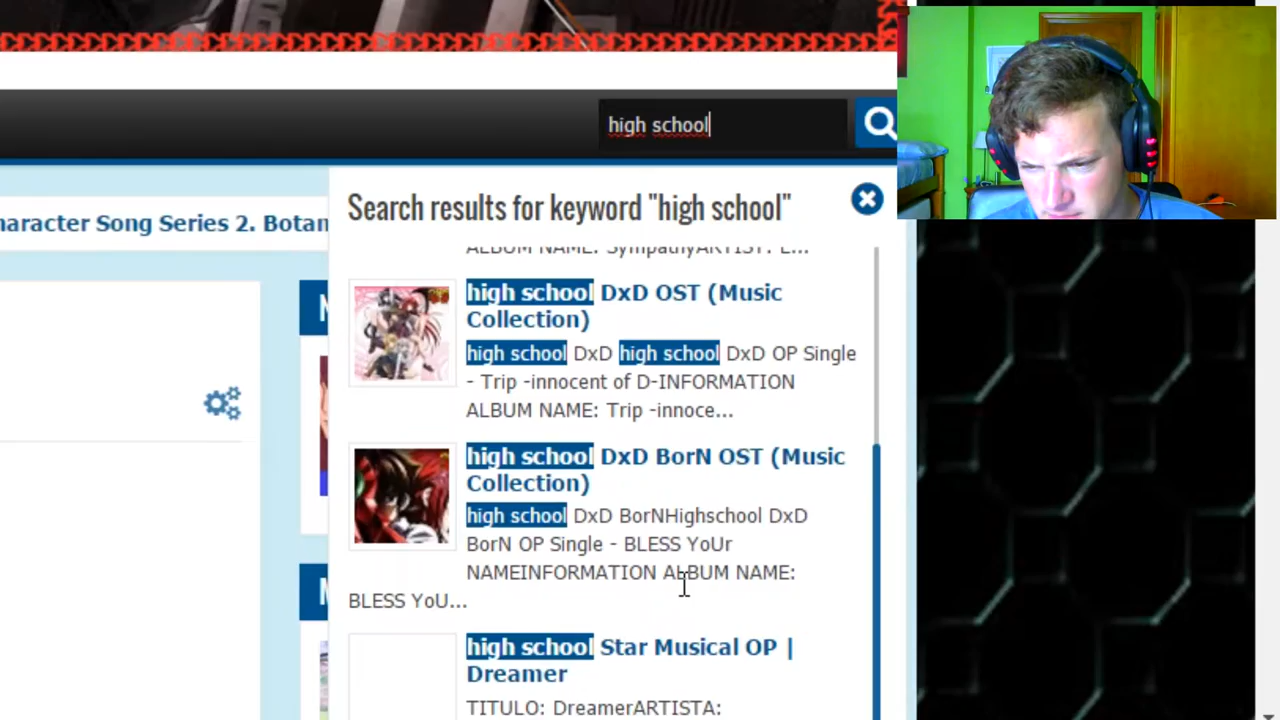 high school
aracter Song Series 2. Botan
Search results for keyword "high school"
ALBUM NAME: SympathyARTIST: E...
high school DxD OST (Music
Collection)
high school DxD high school DxD OP Single
- Trip -innocent of D-INFORMATION
ALBUM NAME: Trip -innoce...
high school DxD BorN OST (Music
Collection)
high school DxD BorNHighschool DxD
BorN OP Single - BLESS YoUr
NAMEINFORMATION ALBUM NAME:
BLESS YoU...
high school Star Musical OP |
Dreamer
TITULO: DreamerARTISTA: